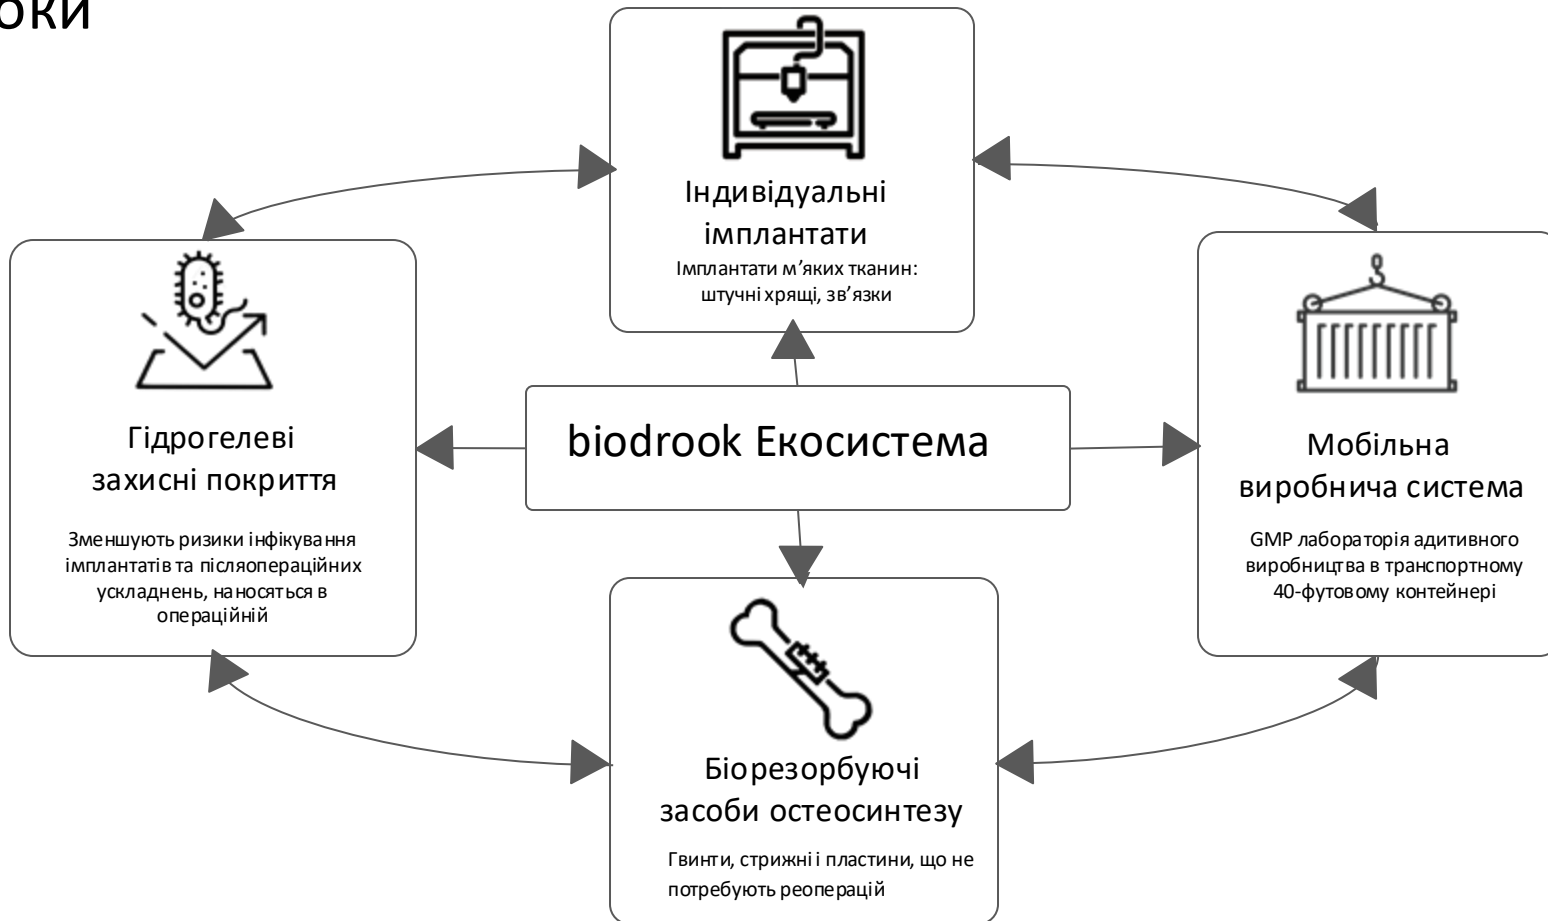 оки
Індивідуальні
імплантати
Імплантати м’яких тканин:
штучні хрящі, зв’язки
Гідрогелеві
захисні покриття
Зменшують ризики інфікування
імплантатів та післяопераційних
ускладнень, наносяться в
операційній
biodrook Екосистема
Мобільна
виробнича система
GMP лабораторія адитивного
виробництва в транспортному
40-футовому контейнері
Біорезорбуючі
засоби остеосинтезу
Гвинти, стрижні і пластини, що не
потребують реоперацій